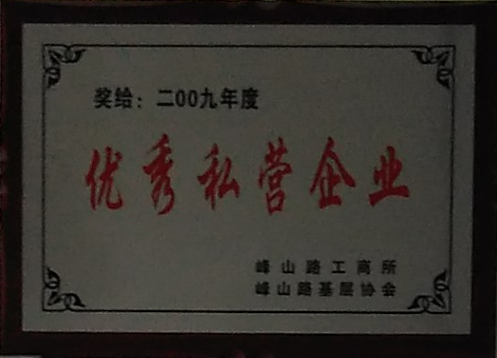 奖给：二00九年度
优秀私营企业
峰山路工商所
峰山路基层协会